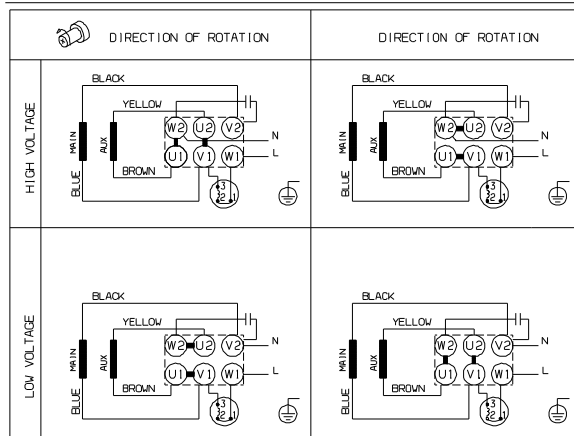 DIRECTION OF ROTATION
DIRECTION OF ROTATION
HIGH VOLTAGE
BLACK
YELLOW
MAIN
AUX
BLUE
BROWN
W2 U2 V2
U1 V1 W1
N
L
3
2 1
BLACK
YELLOW
MAIN
AUX
BLUE
BROWN
W2 U2 V2
U1 V1 W1
N
L
3
2 1
LOW VOLTAGE
BLACK
YELLOW
MAIN
AUX
BLUE
BROWN
W2 U2 V2
U1 V1 W1
N
L
3
2 1
BLACK
YELLOW
MAIN
AUX
BLUE
BROWN
W2 U2 V2
U1 V1 W1
N
L
3
2 1